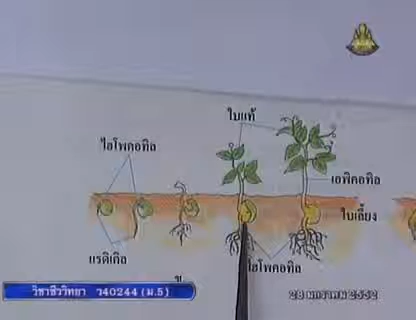 ใบแท้
ไฮโพคอทิล
เอพิคอทิล
ใบเลี้ยง
แรดิเคิล
ไฮโพคอทิล
วิชาชีววิทยา ว40244 (ม.5)
28 มกราคม 2552